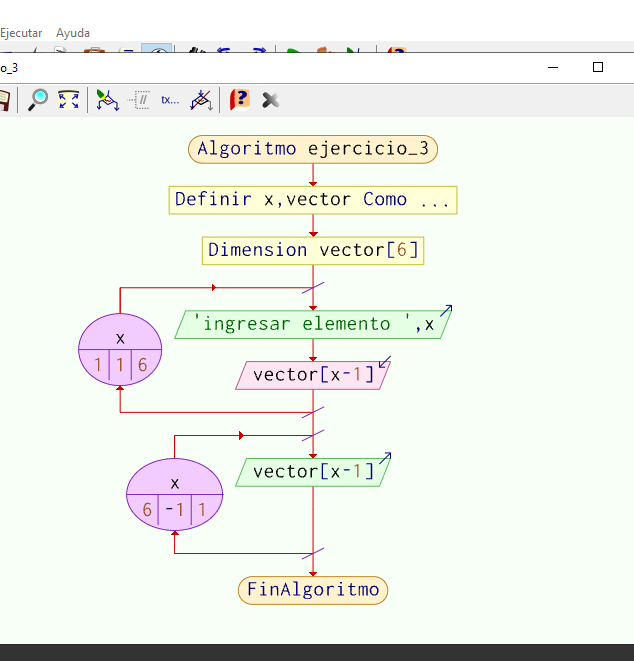 Ejecutar Ayuda
o_3
tx...
Algoritmo ejercicio_3
Definir x,vector Como ...
Dimension vector[6]
'ingresar elemento ',x
x
1 1 6
vector[x-1]
vector[x-1]
x
6 -1 1
FinAlgoritmo